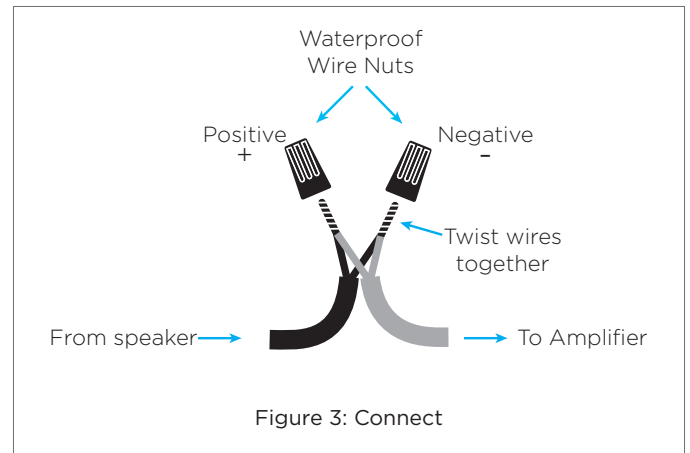 Waterproof
Wire Nuts
Positive
+
Negative
–
Twist wires
together
From speaker
To Amplifier
Figure 3: Connect